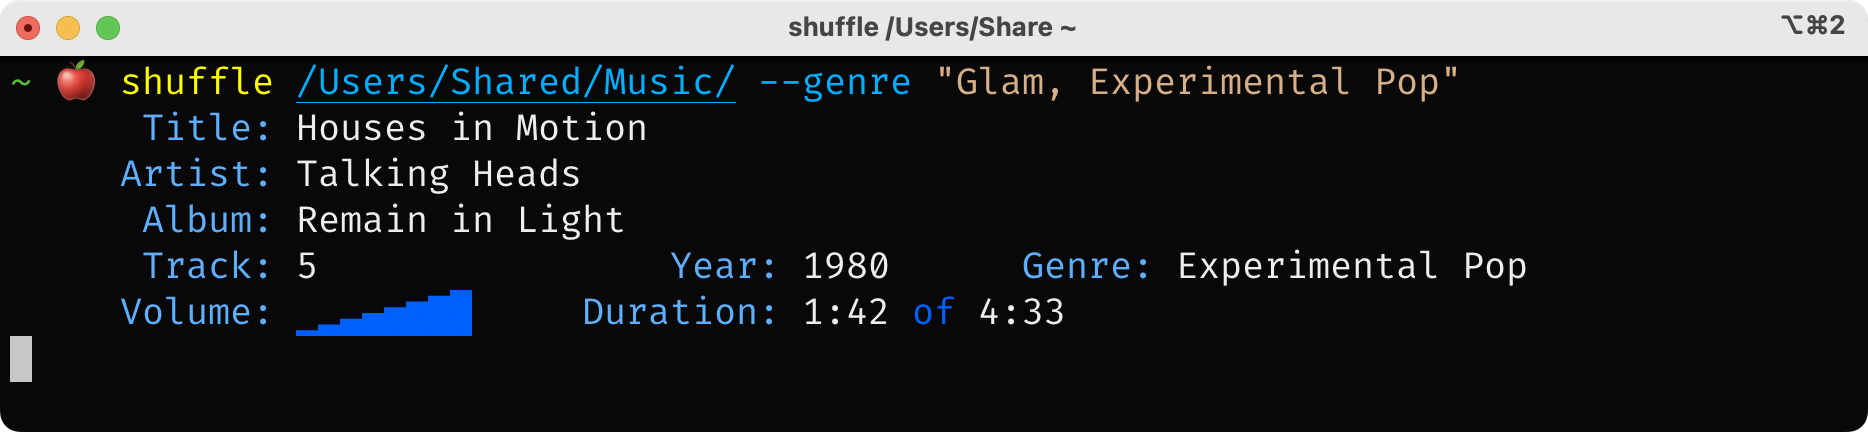 shuffle /Users/Share ~
⌥⌘2
~ shuffle /Users/Shared/Music/ --genre "Glam, Experimental Pop"
Title: Houses in Motion
Artist: Talking Heads
Album: Remain in Light
Track: 5 Year: 1980 Genre: Experimental Pop
Volume: Duration: 1:42 of 4:33